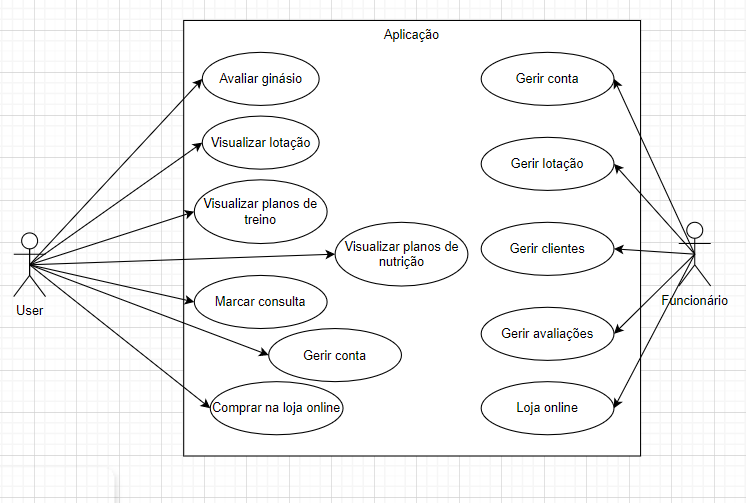 Aplicação
Avaliar ginásio
Gerir conta
Visualizar lotação
Gerir lotação
Visualizar planos de
treino
Visualizar planos de
nutrição
Gerir clientes
User
Funcionário
Marcar consulta
Gerir avaliações
Gerir conta
Comprar na loja online
Loja online